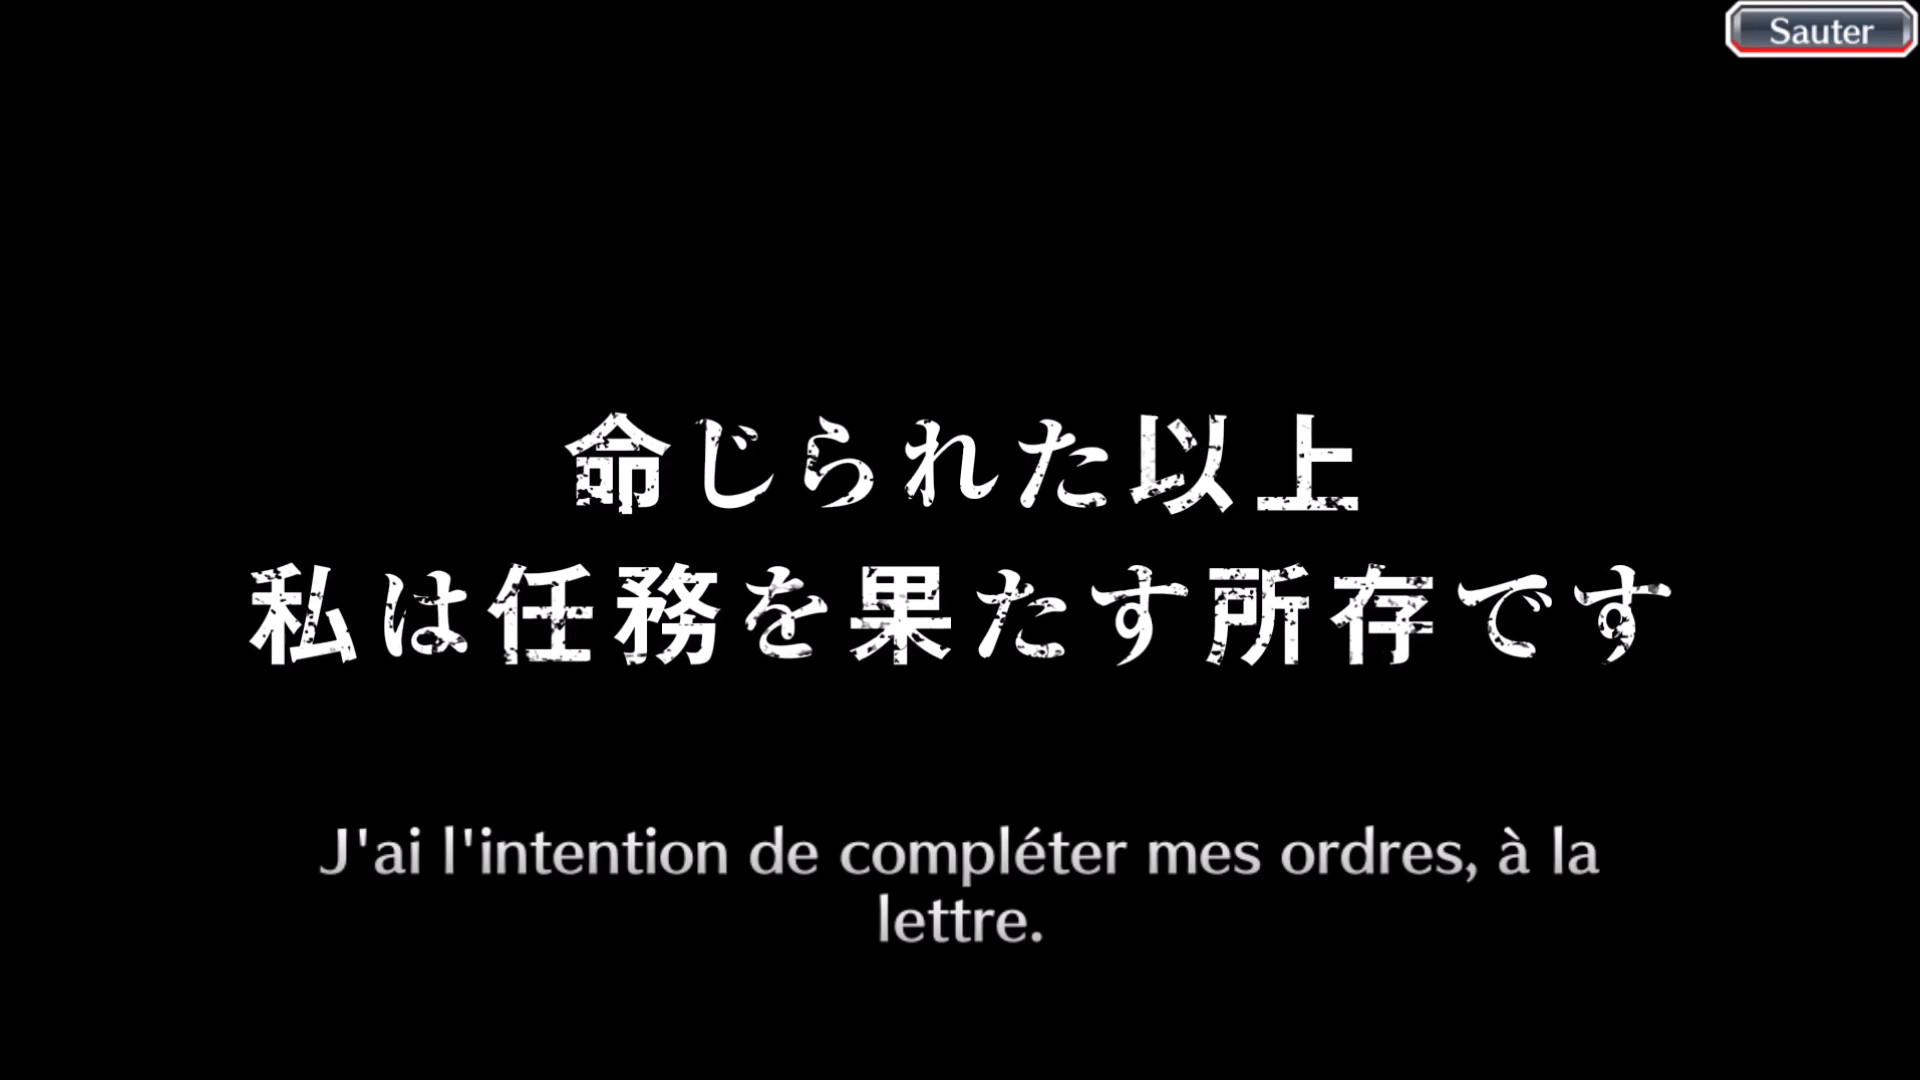 Sauter
命じられた以上
私は任務を果たす所存です
J'ai l'intention de compléter mes ordres, à la
lettre.